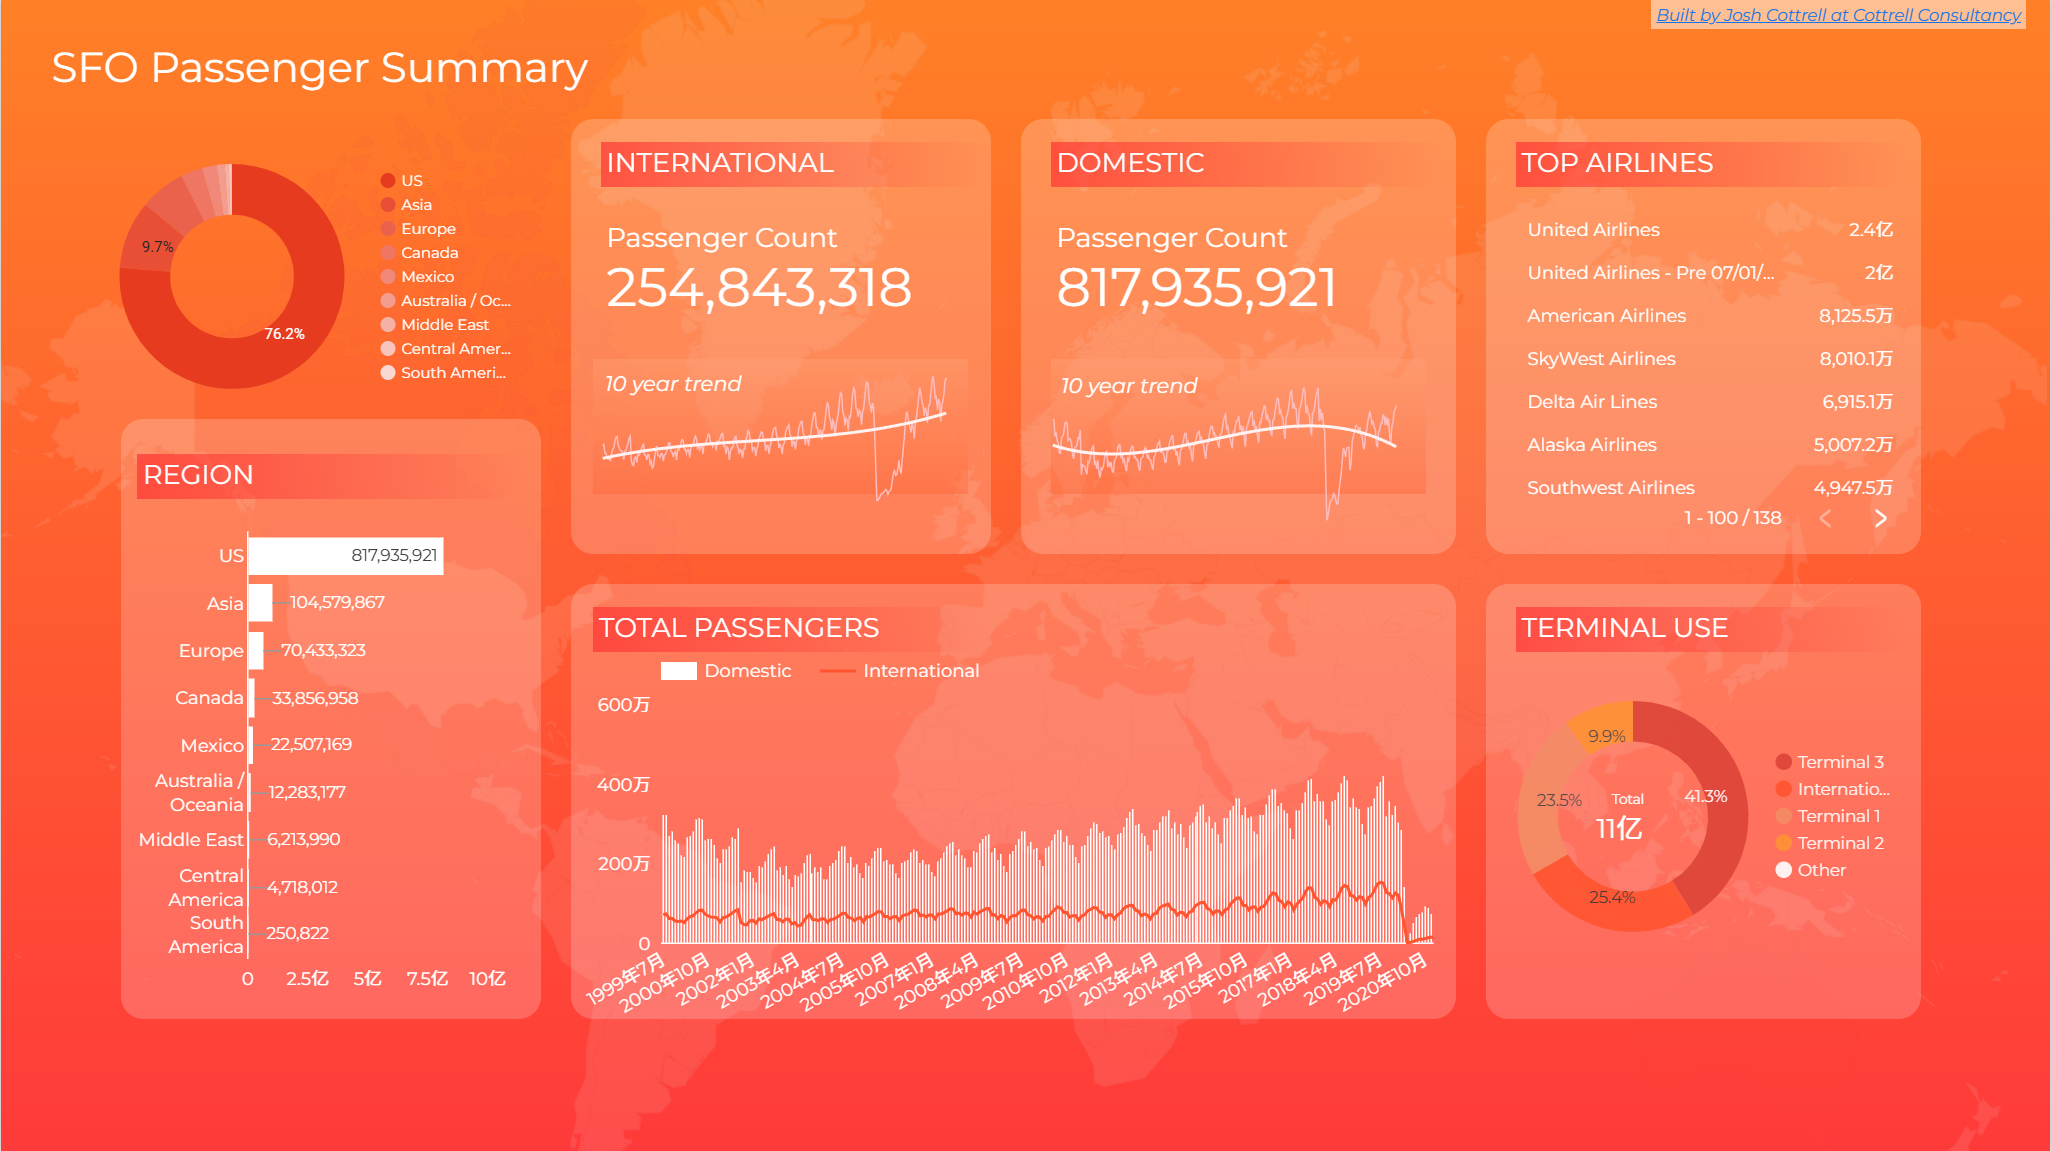 Built by Josh Cottrell at Cottrell Consultancy
SFO Passenger Summary
US
Asia
Europe
Canada
Mexico
Australia / Oc...
Middle East
Central Amer...
South Ameri...
9.7%
76.2%
INTERNATIONAL
Passenger Count
254,843,318
10 year trend
DOMESTIC
Passenger Count
817,935,921
10 year trend
TOP AIRLINES
United Airlines 2.4亿
United Airlines - Pre 07/01/... 2亿
American Airlines 8,125.5万
SkyWest Airlines 8,010.1万
Delta Air Lines 6,915.1万
Alaska Airlines 5,007.2万
Southwest Airlines 4,947.5万
1 - 100 / 138 < >
REGION
US 817,935,921
Asia 104,579,867
Europe 70,433,323
Canada 33,856,958
Mexico 22,507,169
Australia /
Oceania 12,283,177
Middle East 6,213,990
Central
America 4,718,012
South
America 250,822
0 2.5亿 5亿 7.5亿 10亿
TOTAL PASSENGERS
Domestic International
600万
400万
200万
0
1999年7月 2000年10月 2002年1月 2003年4月 2004年7月 2005年10月 2007年1月 2008年4月 2009年7月 2010年10月 2012年1月 2013年4月 2014年7月 2015年10月 2017年1月 2018年4月 2019年7月 2020年10月
TERMINAL USE
9.9%
23.5%
41.3%
25.4%
Total
11亿
Terminal 3
Internatio...
Terminal 1
Terminal 2
Other